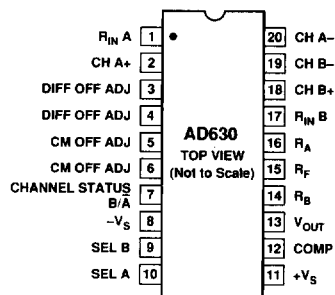 R_IN A 1
CH A+ 2
DIFF OFF ADJ 3
DIFF OFF ADJ 4
CM OFF ADJ 5
CM OFF ADJ 6
CHANNEL STATUS
B/A̅ 7
–V_S 8
SEL B 9
SEL A 10
AD630
TOP VIEW
(Not to Scale)
20 CH A–
19 CH B–
18 CH B+
17 R_IN B
16 R_A
15 R_F
14 R_B
13 V_OUT
12 COMP
11 +V_S